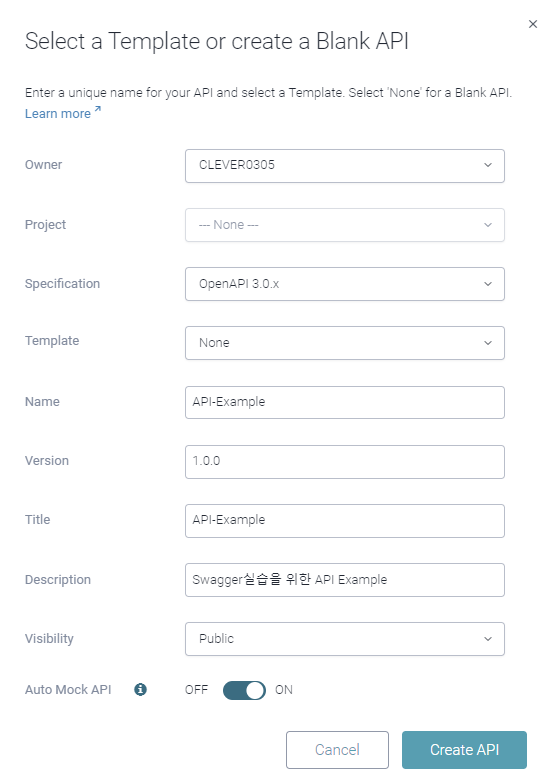 ×
Select a Template or create a Blank API
Enter a unique name for your API and select a Template. Select 'None' for a Blank API.
Learn more
Owner CLEVER0305
Project --- None ---
Specification OpenAPI 3.0.x
Template None
Name API-Example
Version 1.0.0
Title API-Example
Description Swagger실습을 위한 API Example
Visibility Public
Auto Mock API OFF ON
Cancel Create API